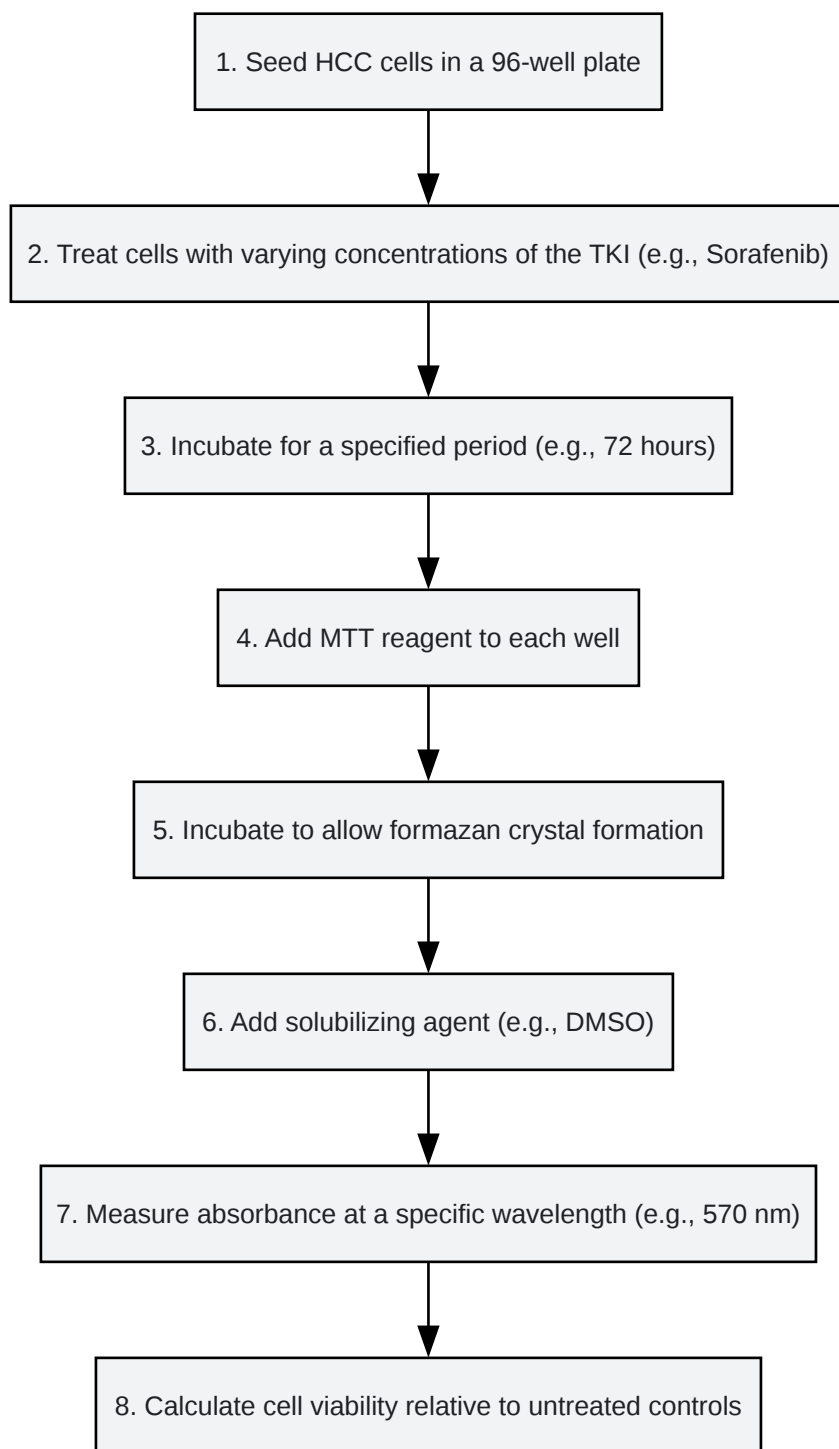 1. Seed HCC cells in a 96-well plate
2. Treat cells with varying concentrations of the TKI (e.g., Sorafenib)
3. Incubate for a specified period (e.g., 72 hours)
4. Add MTT reagent to each well
5. Incubate to allow formazan crystal formation
6. Add solubilizing agent (e.g., DMSO)
7. Measure absorbance at a specific wavelength (e.g., 570 nm)
8. Calculate cell viability relative to untreated controls